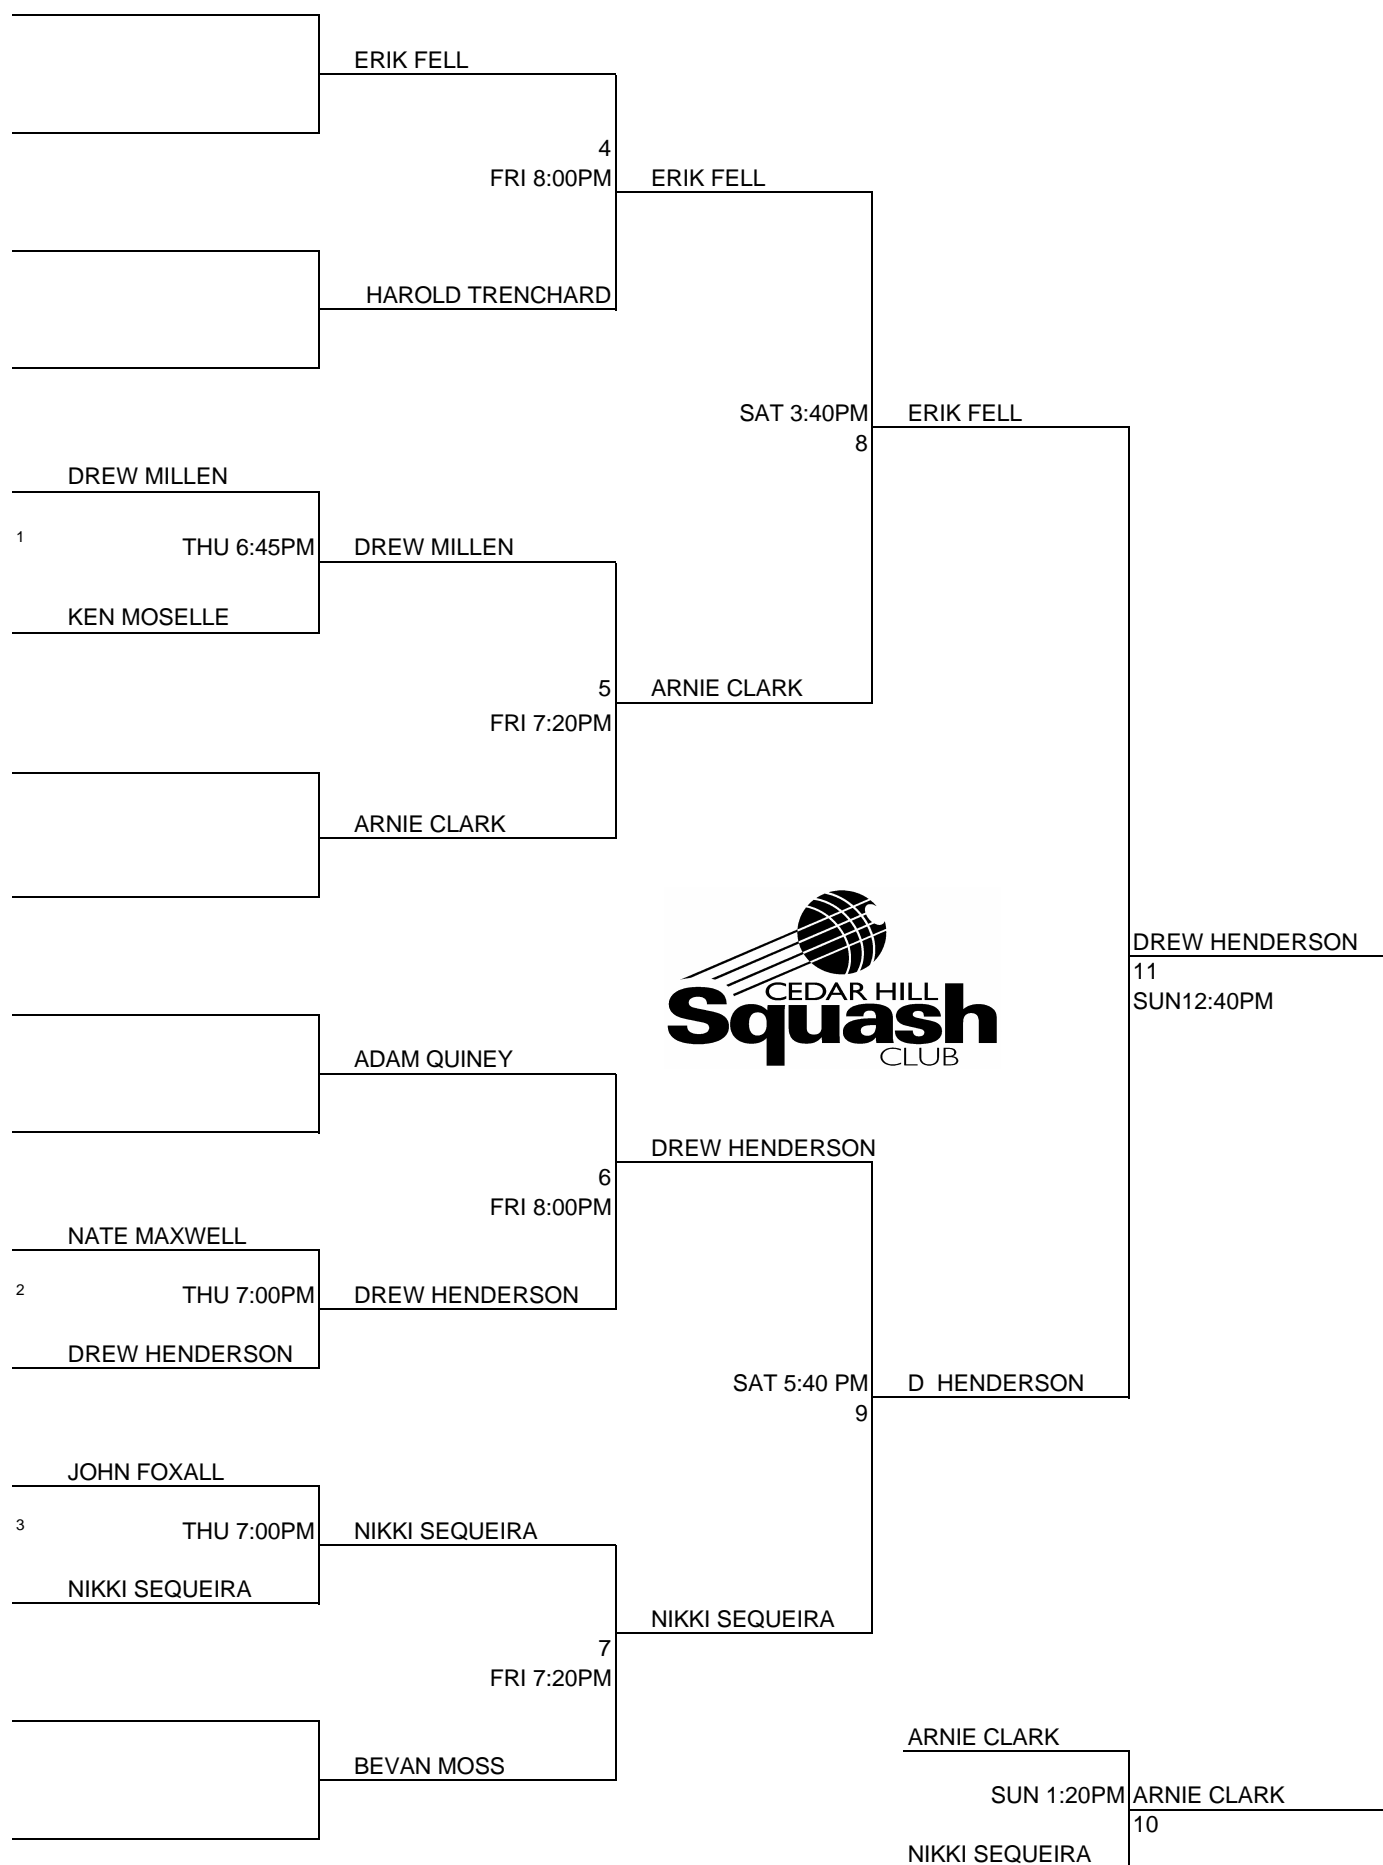 ERIK FELL
4
FRI 8:00PM
ERIK FELL
HAROLD TRENCHARD
SAT 3:40PM
ERIK FELL
8
DREW MILLEN
1
THU 6:45PM
DREW MILLEN
KEN MOSELLE
5
ARNIE CLARK
FRI 7:20PM
ARNIE CLARK
DREW HENDERSON
11
SUN12:40PM
CEDAR HILL
Squash
CLUB
ADAM QUINEY
DREW HENDERSON
6
FRI 8:00PM
NATE MAXWELL
2
THU 7:00PM
DREW HENDERSON
DREW HENDERSON
SAT 5:40 PM
D  HENDERSON
9
JOHN FOXALL
3
THU 7:00PM
NIKKI SEQUEIRA
NIKKI SEQUEIRA
NIKKI SEQUEIRA
7
FRI 7:20PM
BEVAN MOSS
ARNIE CLARK
SUN 1:20PM
ARNIE CLARK
10
NIKKI SEQUEIRA